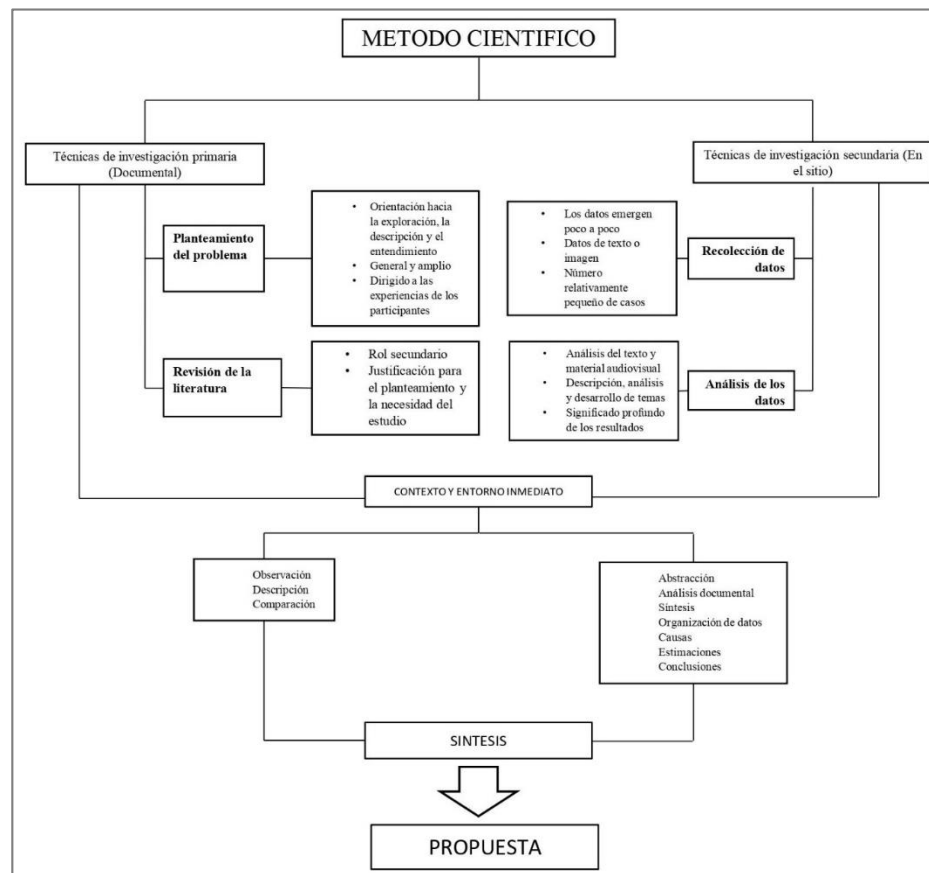 METODO CIENTIFICO
Técnicas de investigación primaria
(Documental)
Técnicas de investigación secundaria (En
el sitio)
Planteamiento
del problema
• Orientación hacia
la exploración, la
descripción y el
entendimiento
• General y amplio
• Dirigido a las
experiencias de los
participantes
• Los datos emergen
poco a poco
• Datos de texto o
imagen
• Número
relativamente
pequeño de casos
Recolección de
datos
Revisión de la
literatura
• Rol secundario
• Justificación para
el planteamiento y
la necesidad del
estudio
• Análisis del texto y
material audiovisual
• Descripción, análisis
y desarrollo de temas
• Significado profundo
de los resultados
Análisis de los
datos
CONTEXTO Y ENTORNO INMEDIATO
Observación
Descripción
Comparación
Abstracción
Análisis documental
Síntesis
Organización de datos
Causas
Estimaciones
Conclusiones
SINTESIS
PROPUESTA